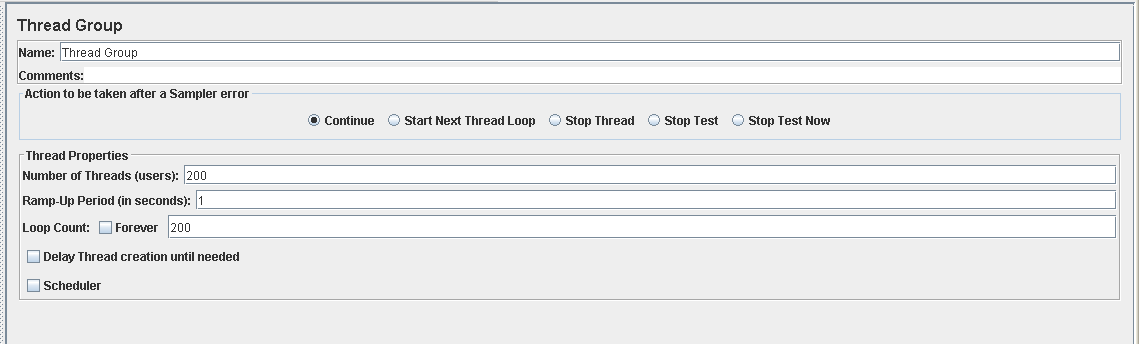 Thread Group
Name: Thread Group
Comments:
Action to be taken after a Sampler error
Continue Start Next Thread Loop Stop Thread Stop Test Stop Test Now
Thread Properties
Number of Threads (users): 200
Ramp-Up Period (in seconds): 1
Loop Count: Forever 200
Delay Thread creation until needed
Scheduler